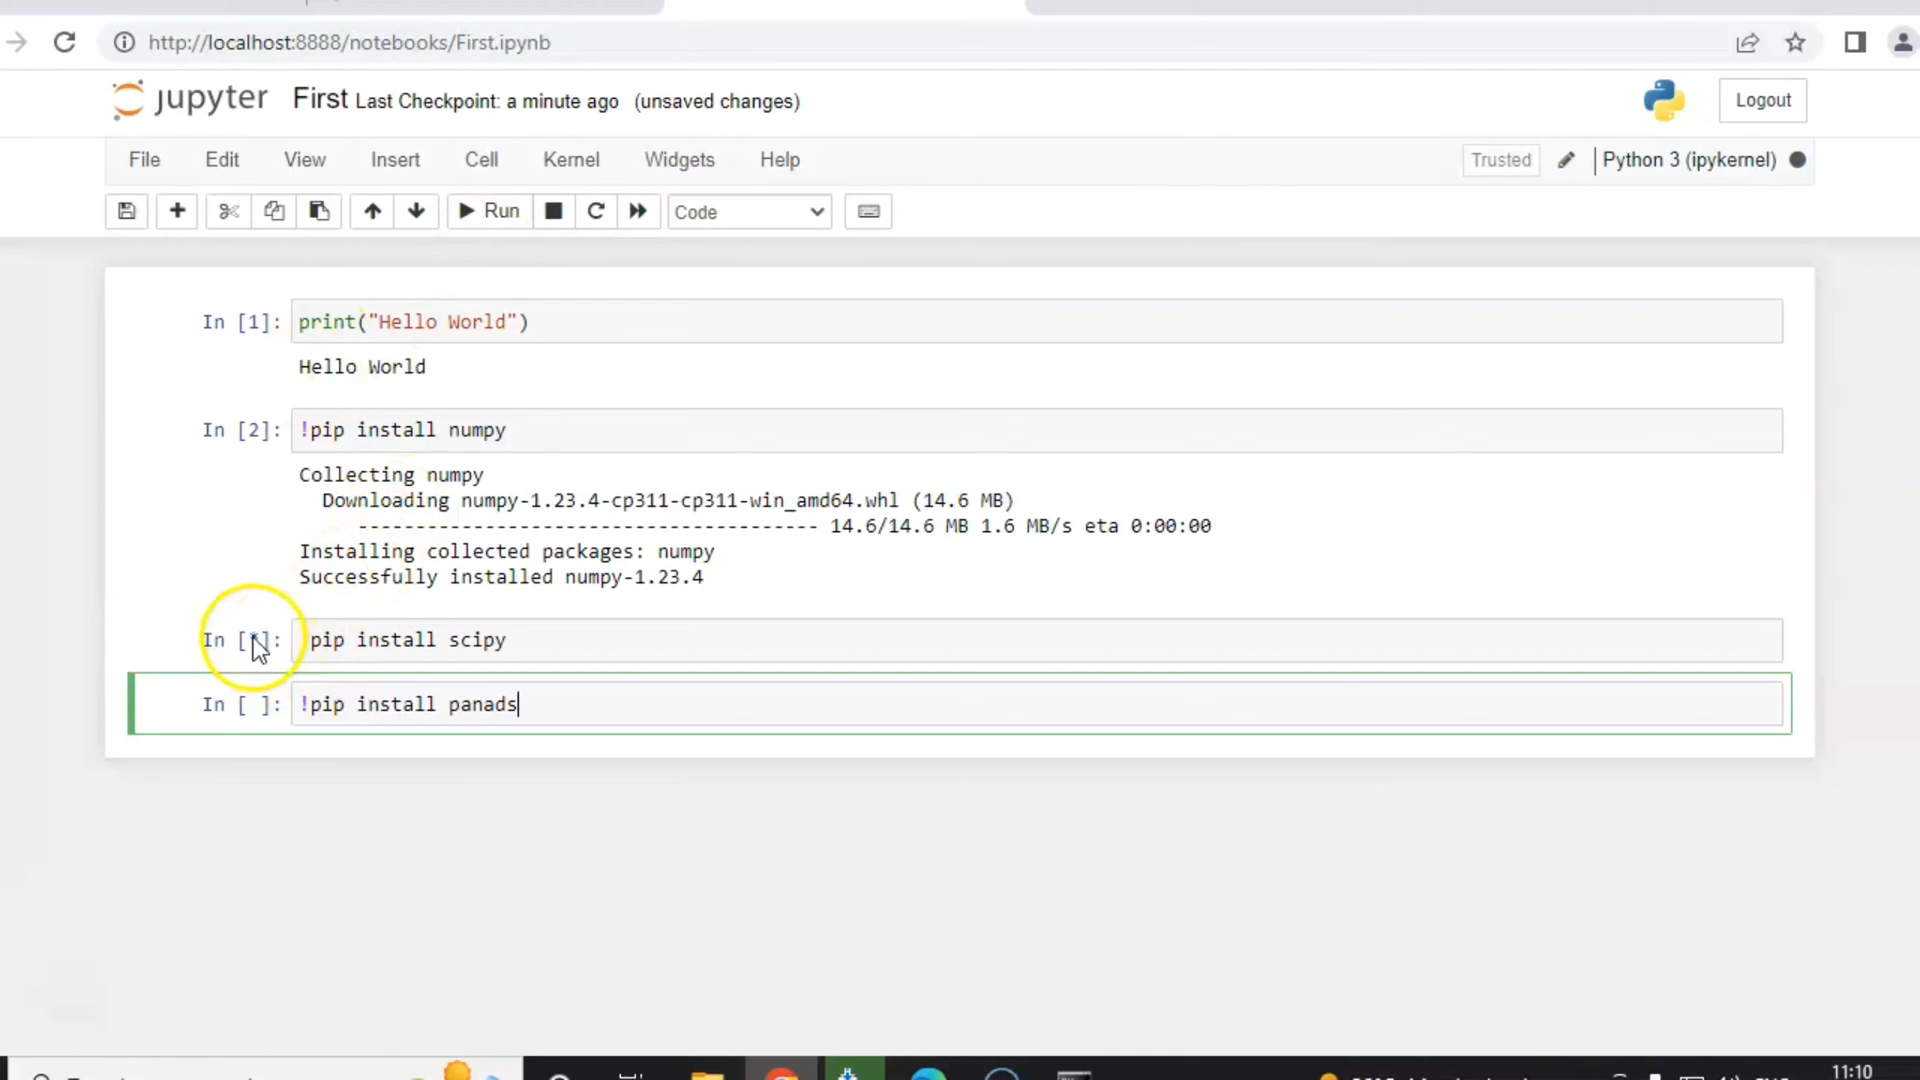 http://localhost:8888/notebooks/First.ipynb
jupyter First Last Checkpoint: a minute ago (unsaved changes)
Logout
File Edit View Insert Cell Kernel Widgets Help
Trusted Python 3 (ipykernel)
Run Code
In [1]: print("Hello World")
Hello World
In [2]: !pip install numpy
Collecting numpy
Downloading numpy-1.23.4-cp311-cp311-win_amd64.whl (14.6 MB)
--------------------------------------- 14.6/14.6 MB 1.6 MB/s eta 0:00:00
Installing collected packages: numpy
Successfully installed numpy-1.23.4
In [*]: pip install scipy
In [ ]: !pip install panads
11:10